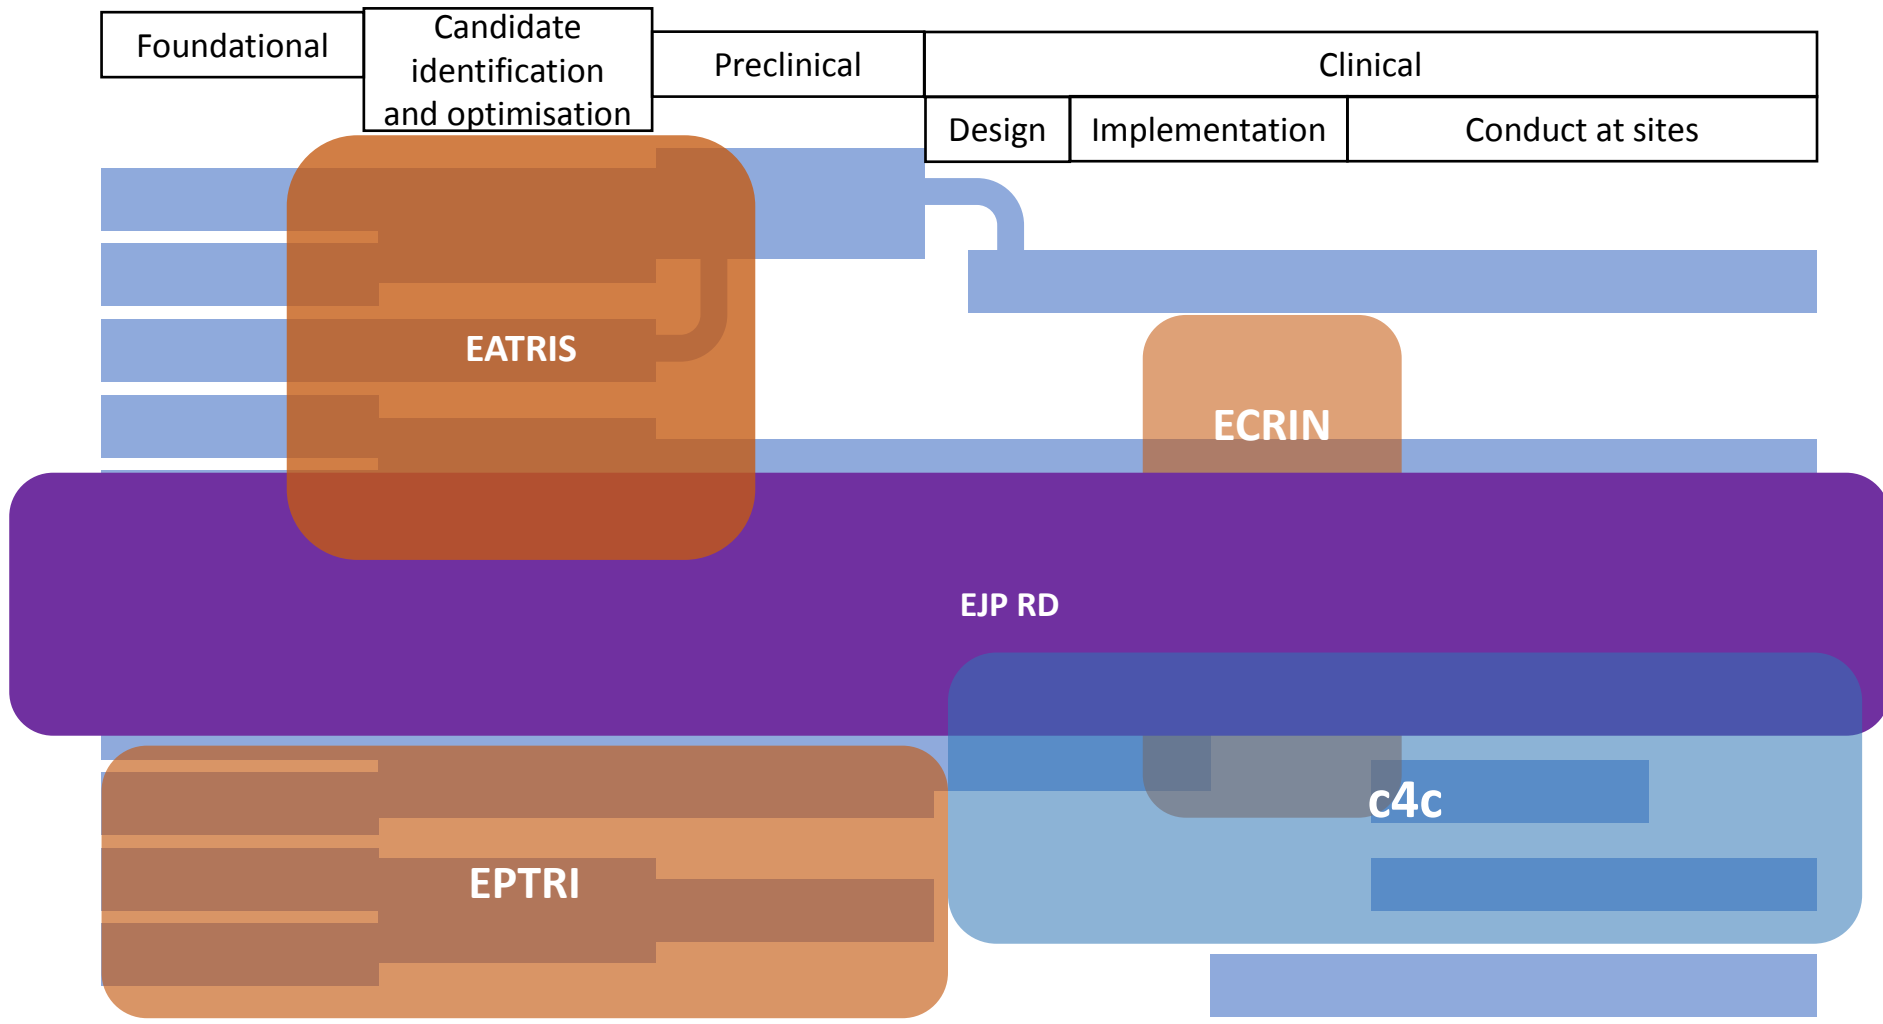 Foundational
Candidate
identification
and optimisation
Preclinical
Clinical
Design
Implementation
Conduct at sites
EATRIS
ECRIN
EJP RD
c4c
EPTRI